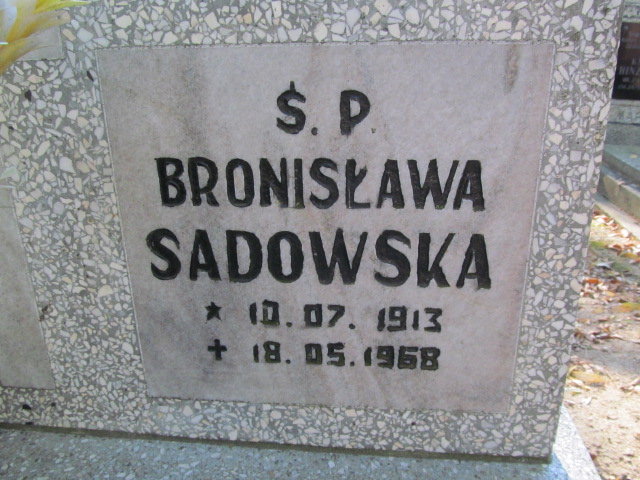 Ś. P.
BRONISŁAWA
SADOWSKA
* 10.07.1913
+ 18.05.1968